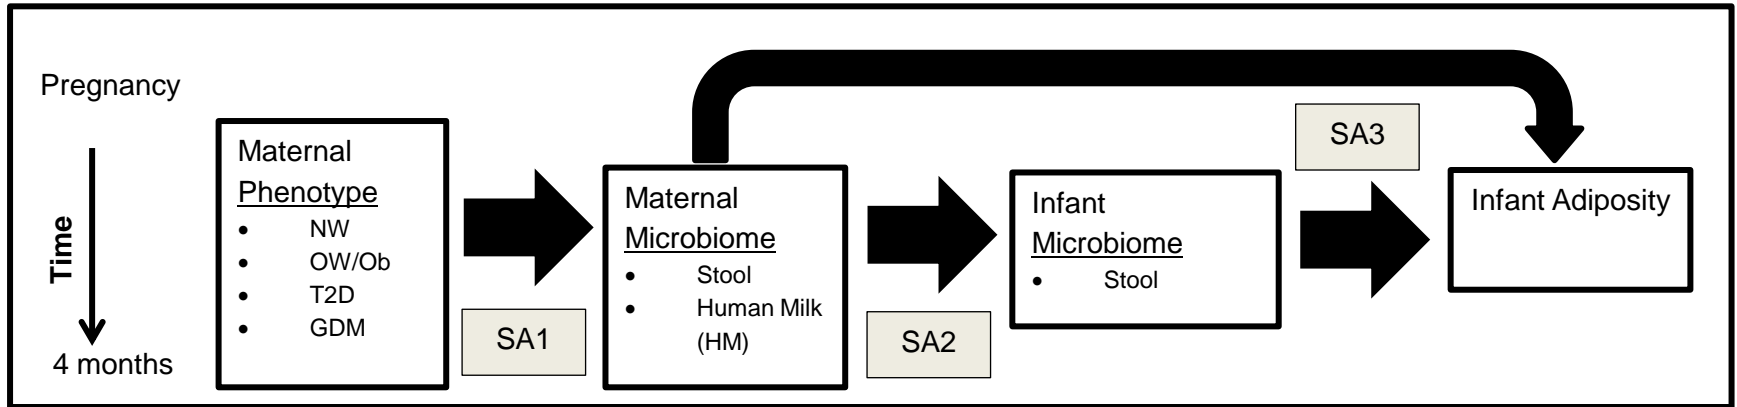 Pregnancy
Time
4 months
Maternal
Phenotype
• NW
• OW/Ob
• T2D
• GDM
SA1
Maternal
Microbiome
• Stool
• Human Milk
(HM)
SA2
Infant
Microbiome
• Stool
SA3
Infant Adiposity